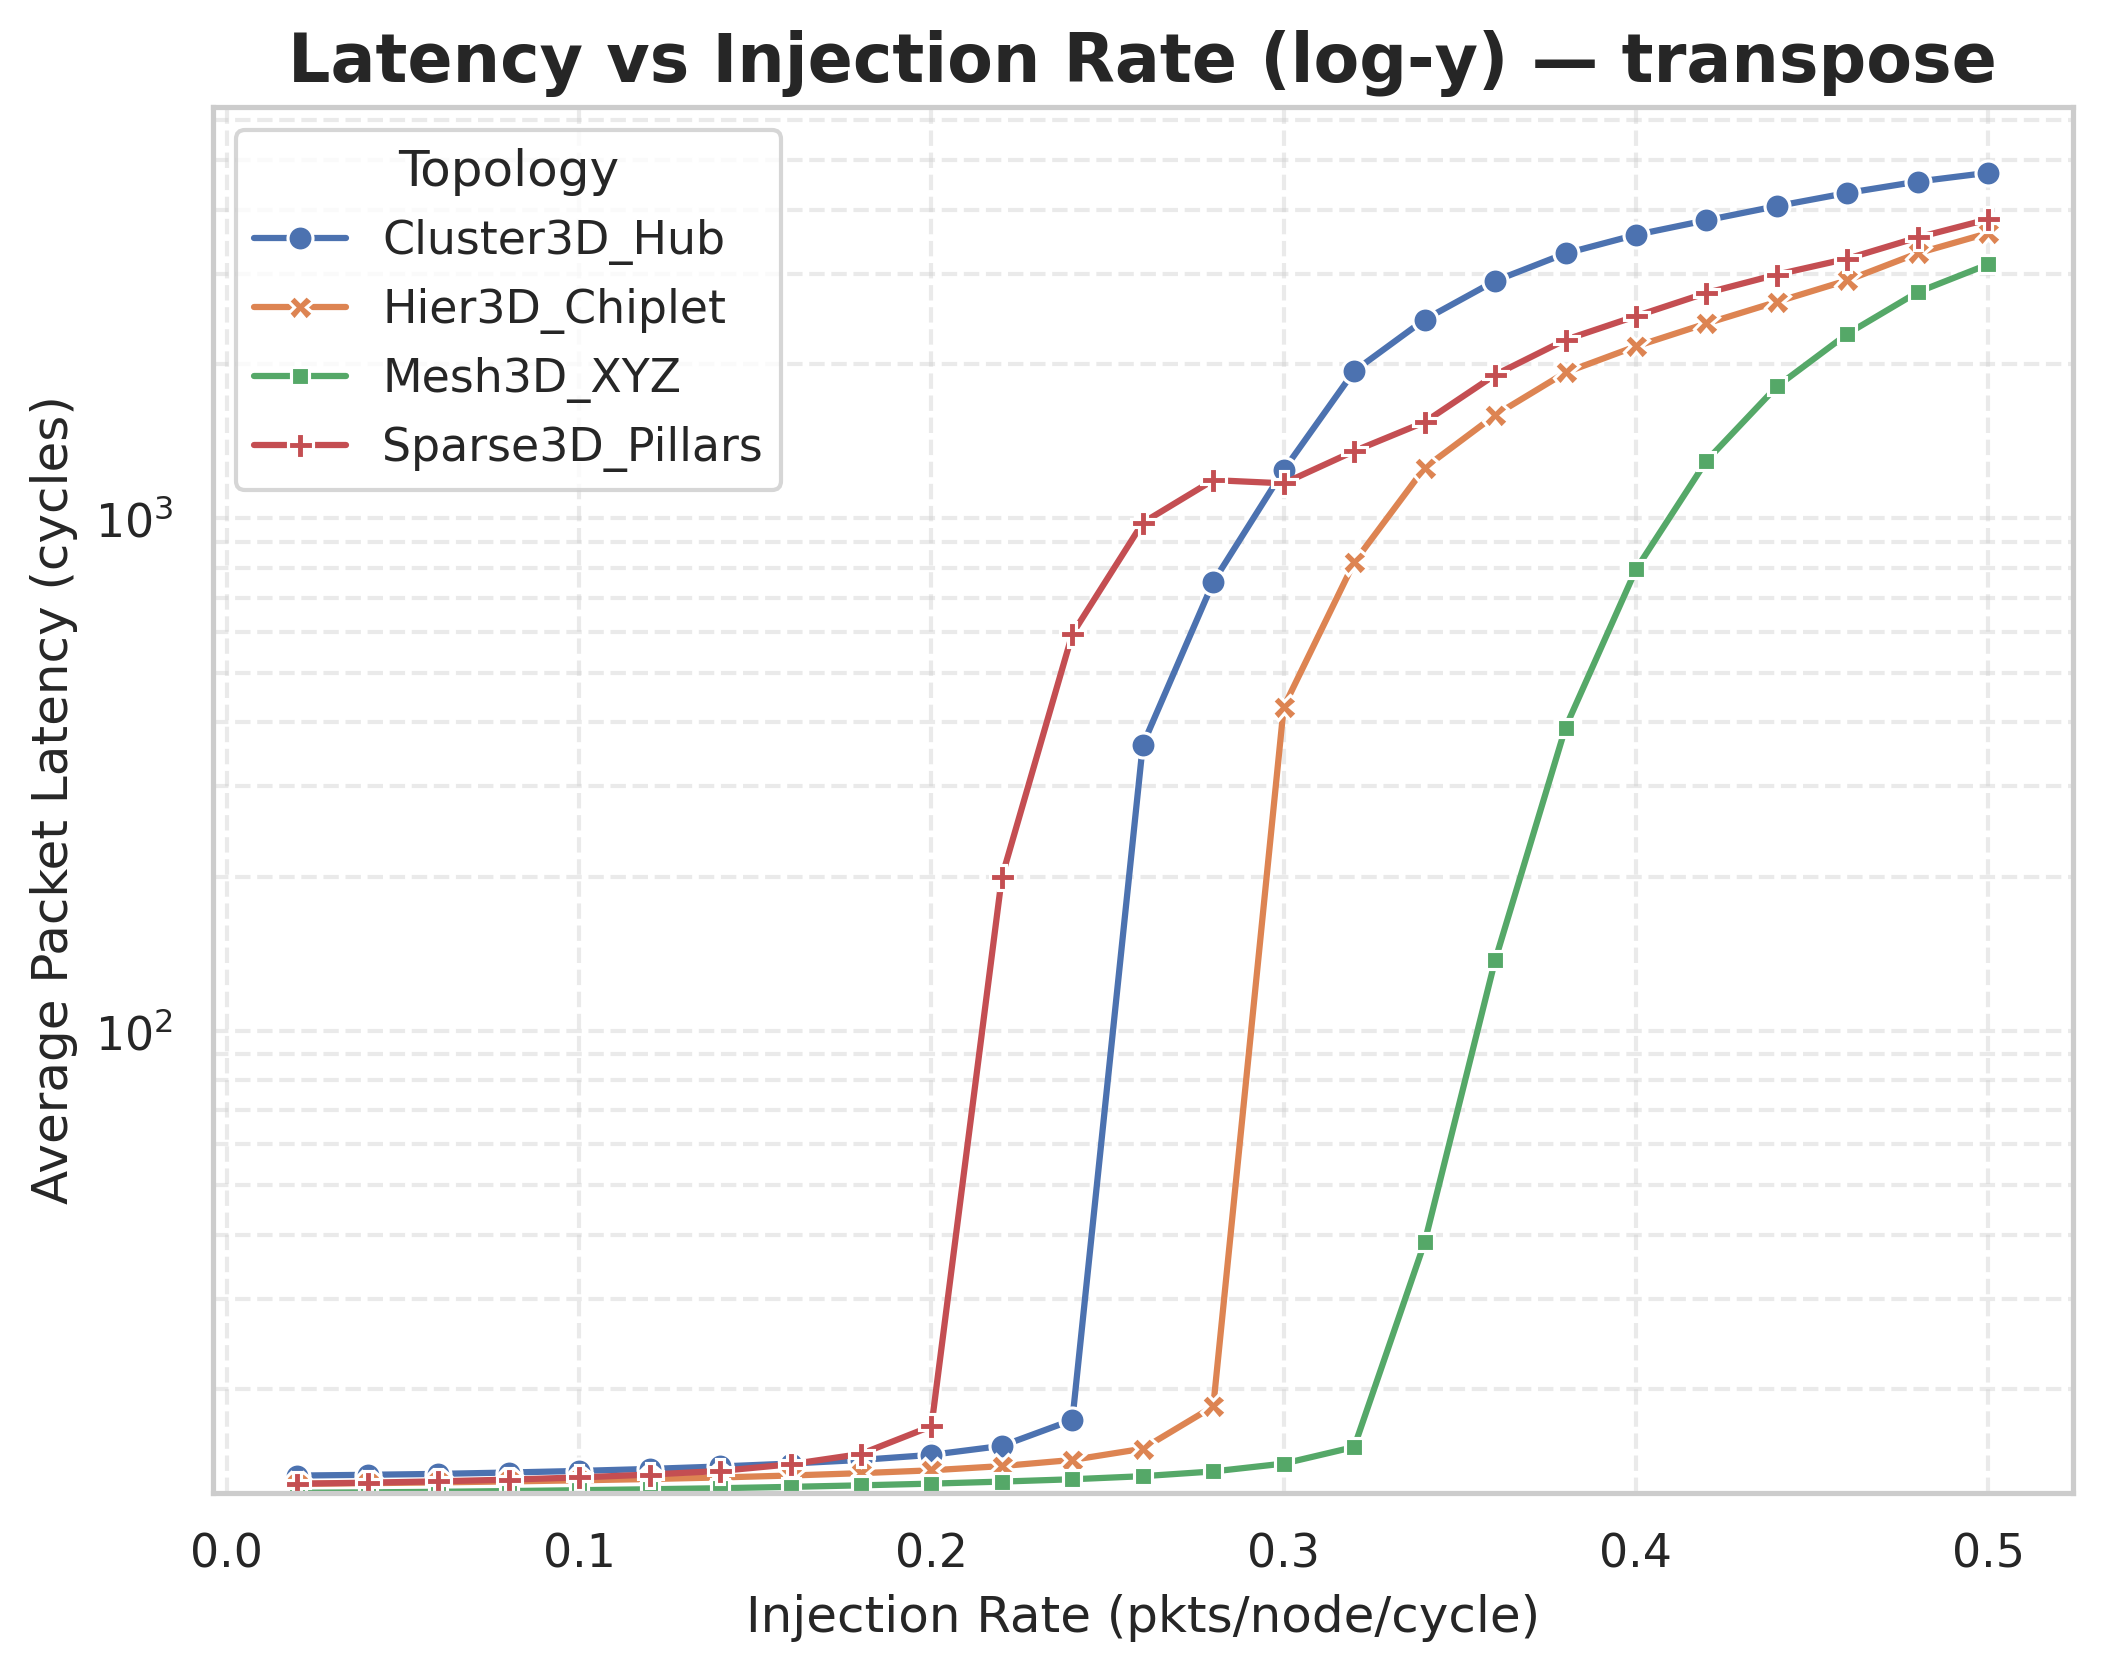 Latency vs Injection Rate (log-y) — transpose
Topology
Cluster3D_Hub
Hier3D_Chiplet
Mesh3D_XYZ
Sparse3D_Pillars
Average Packet Latency (cycles)
10³
10²
0.0 0.1 0.2 0.3 0.4 0.5
Injection Rate (pkts/node/cycle)